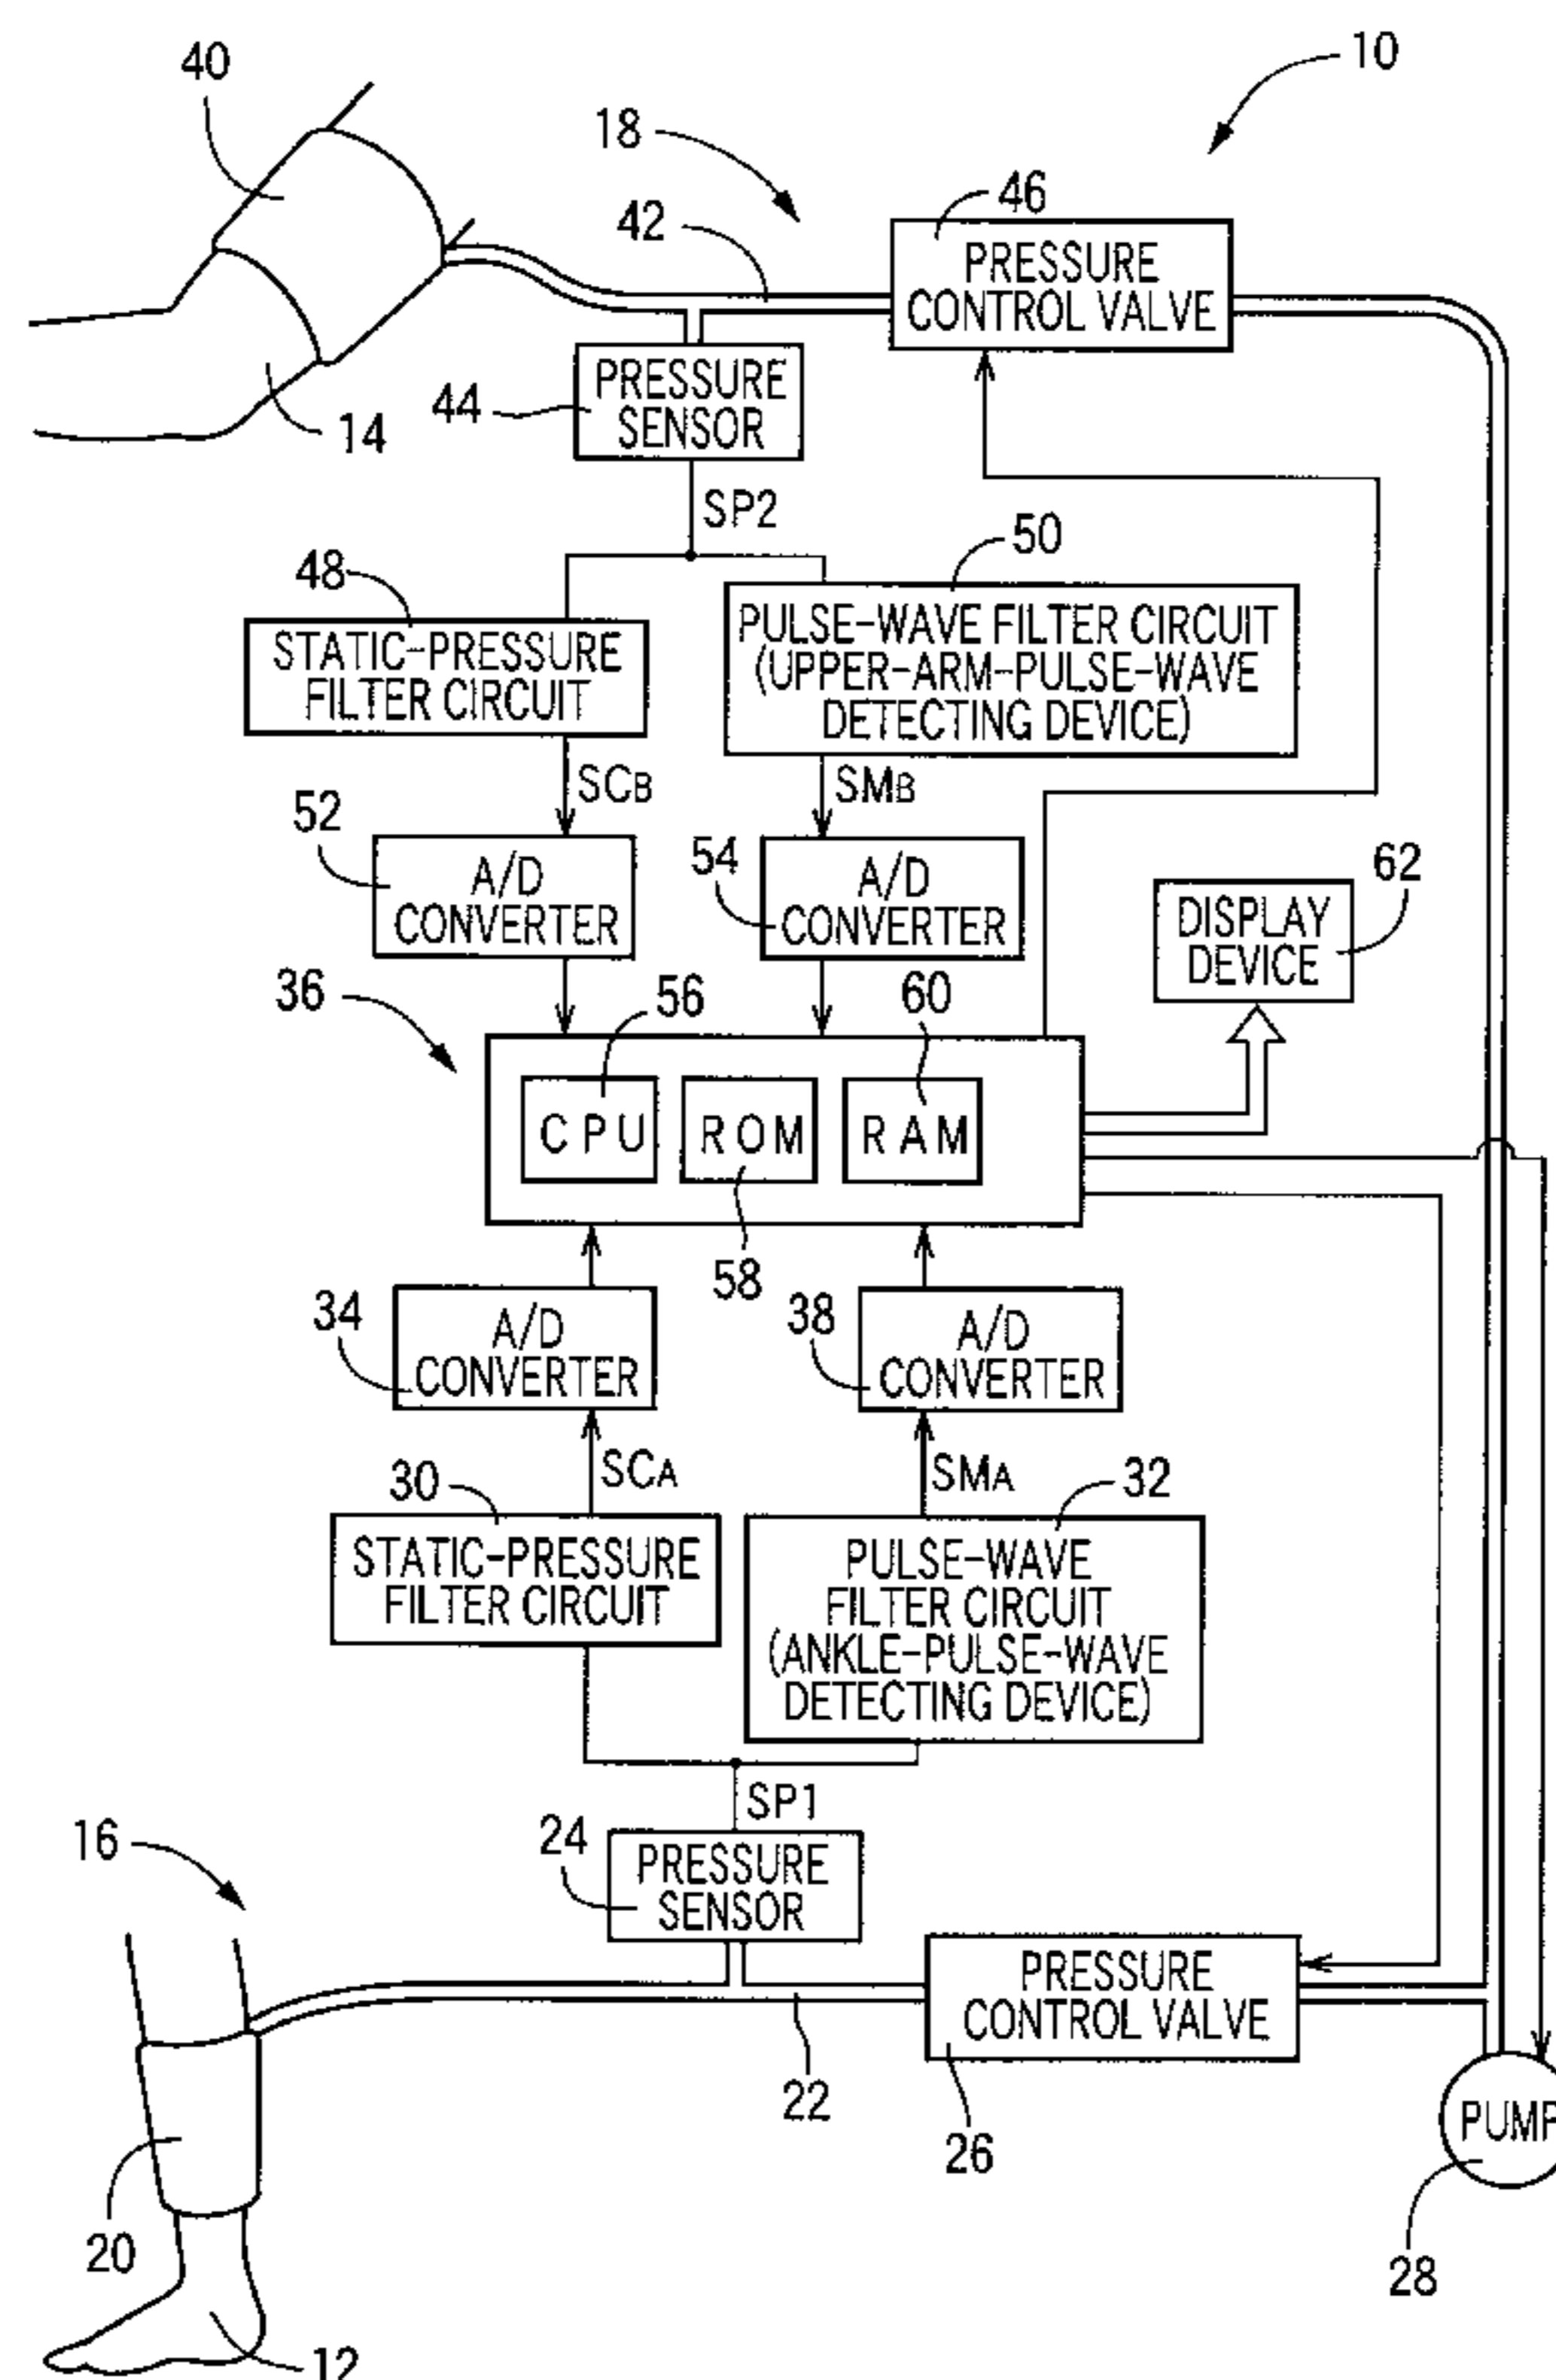 10
40
18
46
42
PRESSURE
CONTROL VALVE
PRESSURE
SENSOR
44
14
SP2
50
48
PULSE-WAVE FILTER CIRCUIT
(UPPER-ARM-PULSE-WAVE
DETECTING DEVICE)
STATIC-PRESSURE
FILTER CIRCUIT
SCB
SMB
52
54
62
A/D
CONVERTER
A/D
CONVERTER
DISPLAY
DEVICE
36
56
60
CPU
ROM
RAM
58
34
38
A/D
CONVERTER
A/D
CONVERTER
SCA
SMA
30
32
STATIC-PRESSURE
FILTER CIRCUIT
PULSE-WAVE
FILTER CIRCUIT
(ANKLE-PULSE-WAVE
DETECTING DEVICE)
SP1
16
24
PRESSURE
SENSOR
PRESSURE
CONTROL VALVE
22
26
PUMP
20
28
12